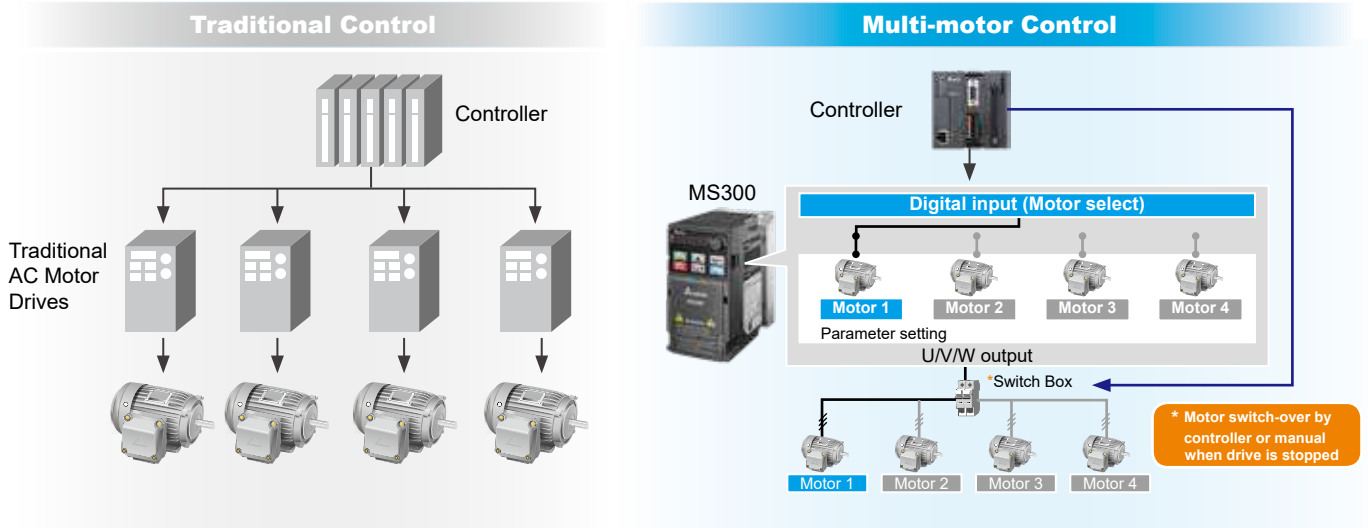 Traditional Control
Controller
Traditional
AC Motor
Drives
Multi-motor Control
Controller
MS300
Digital input (Motor select)
Motor 1
Motor 2
Motor 3
Motor 4
Parameter setting
U/V/W output
*Switch Box
Motor 1
Motor 2
Motor 3
Motor 4
* Motor switch-over by
controller or manual
when drive is stopped